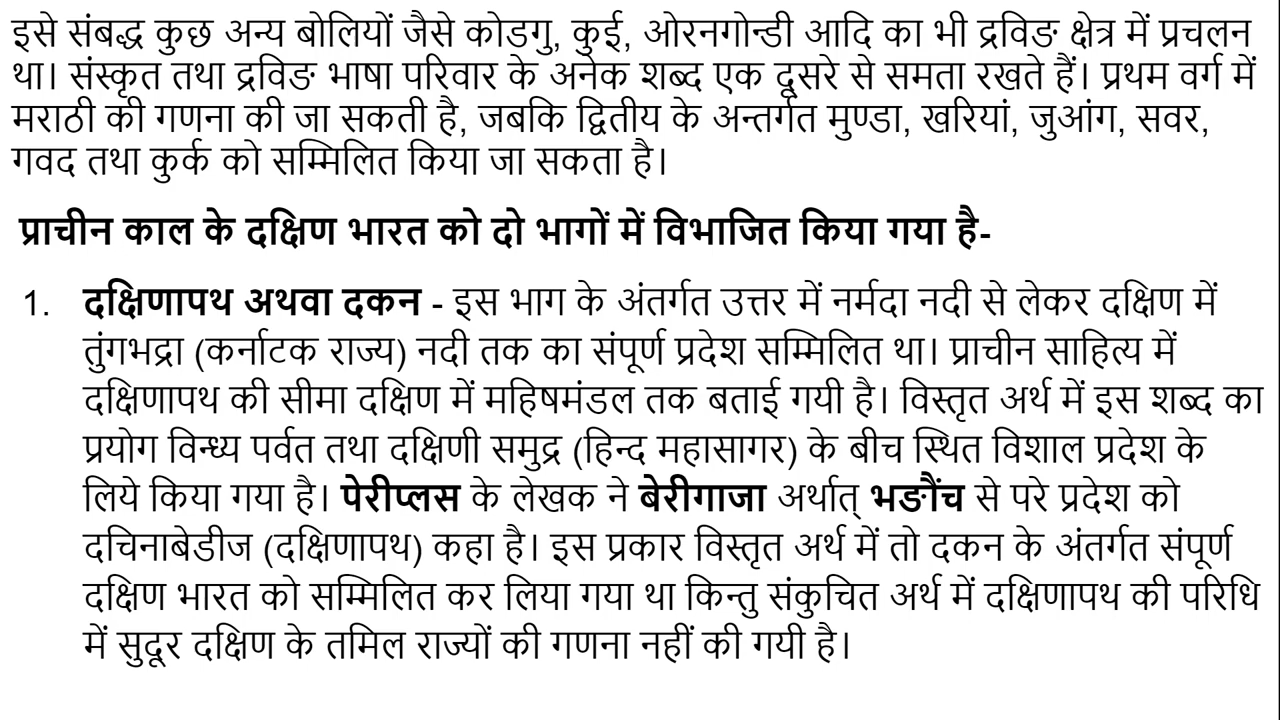 इसे संबद्ध कुछ अन्य बोलियों जैसे कोडगु, कुई, ओरनगोन्डी आदि का भी द्रविङ क्षेत्र में प्रचलन
था। संस्कृत तथा द्रविङ भाषा परिवार के अनेक शब्द एक दूसरे से समता रखते हैं। प्रथम वर्ग में
मराठी की गणना की जा सकती है, जबकि द्वितीय के अन्तर्गत मुण्डा, खरियां, जुआंग, सवर,
गवद तथा कुर्क को सम्मिलित किया जा सकता है।
प्राचीन काल के दक्षिण भारत को दो भागों में विभाजित किया गया है-
1. दक्षिणापथ अथवा दकन - इस भाग के अंतर्गत उत्तर में नर्मदा नदी से लेकर दक्षिण में
तुंगभद्रा (कर्नाटक राज्य) नदी तक का संपूर्ण प्रदेश सम्मिलित था। प्राचीन साहित्य में
दक्षिणापथ की सीमा दक्षिण में महिषमंडल तक बताई गयी है। विस्तृत अर्थ में इस शब्द का
प्रयोग विन्ध्य पर्वत तथा दक्षिणी समुद्र (हिन्द महासागर) के बीच स्थित विशाल प्रदेश के
लिये किया गया है। पेरीप्लस के लेखक ने बेरीगाजा अर्थात् भङौंच से परे प्रदेश को
दचिनाबेडीज (दक्षिणापथ) कहा है। इस प्रकार विस्तृत अर्थ में तो दकन के अंतर्गत संपूर्ण
दक्षिण भारत को सम्मिलित कर लिया गया था किन्तु संकुचित अर्थ में दक्षिणापथ की परिधि
में सुदूर दक्षिण के तमिल राज्यों की गणना नहीं की गयी है।